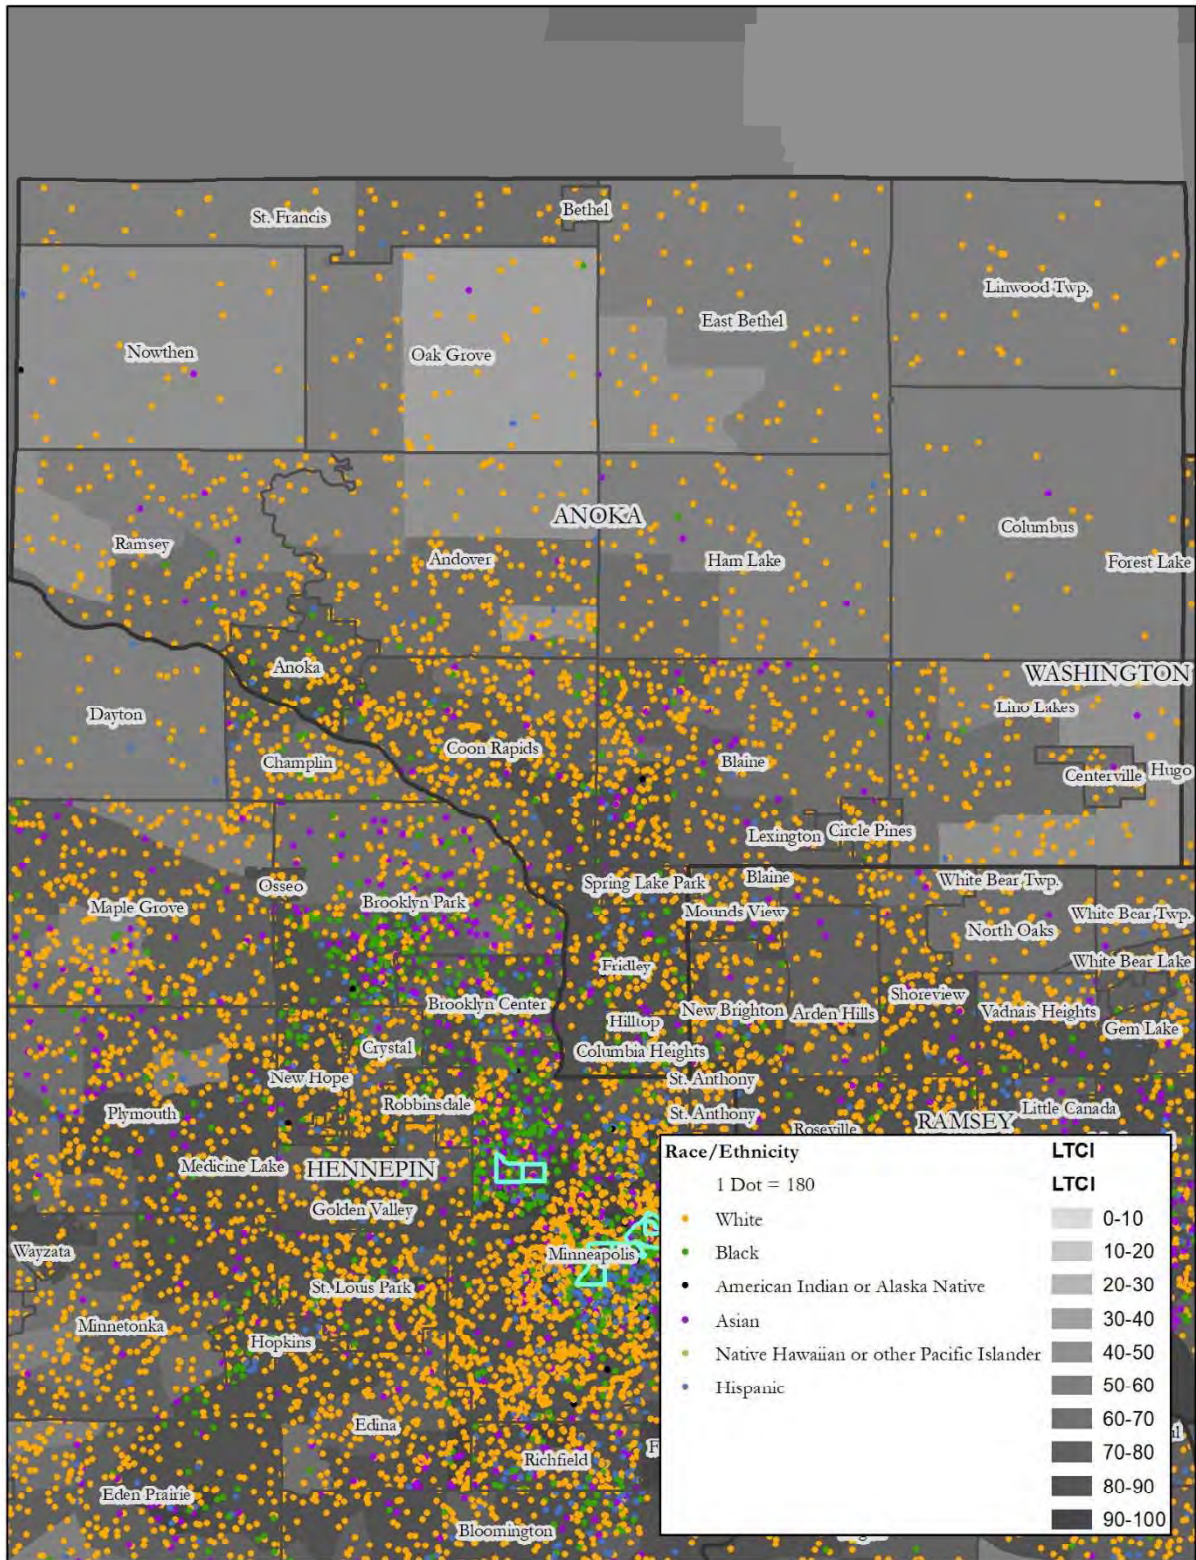 St. Francis
Bethel
Linwood Twp.
East Bethel
Nowthen
Oak Grove
ANOKA
Columbus
Ramsey
Andover
Ham Lake
Forest Lake
Anoka
WASHINGTON
Dayton
Lino Lakes
Coon Rapids
Champlin
Blaine
Centerville
Hugo
Lexington
Circle Pines
Osseo
Spring Lake Park
Blaine
White Bear Twp.
Maple Grove
Brooklyn Park
Mounds View
White Bear Twp.
North Oaks
Fridley
White Bear Lake
Brooklyn Center
Shoreview
New Brighton
Arden Hills
Vadnais Heights
Hilltop
Gem Lake
Crystal
Columbia Heights
New Hope
St. Anthony
Plymouth
Robbinsdale
St. Anthony
Little Canada
RAMSEY
Roseville
Medicine Lake
HENNEPIN
Golden Valley
Wayzata
Minneapolis
St. Louis Park
Minnetonka
Hopkins
Edina
Richfield
F
al
Eden Prairie
Bloomington
Race/Ethnicity
1 Dot = 180
White
Black
American Indian or Alaska Native
Asian
Native Hawaiian or other Pacific Islander
Hispanic
LTCI
LTCI
0-10
10-20
20-30
30-40
40-50
50-60
60-70
70-80
80-90
90-100